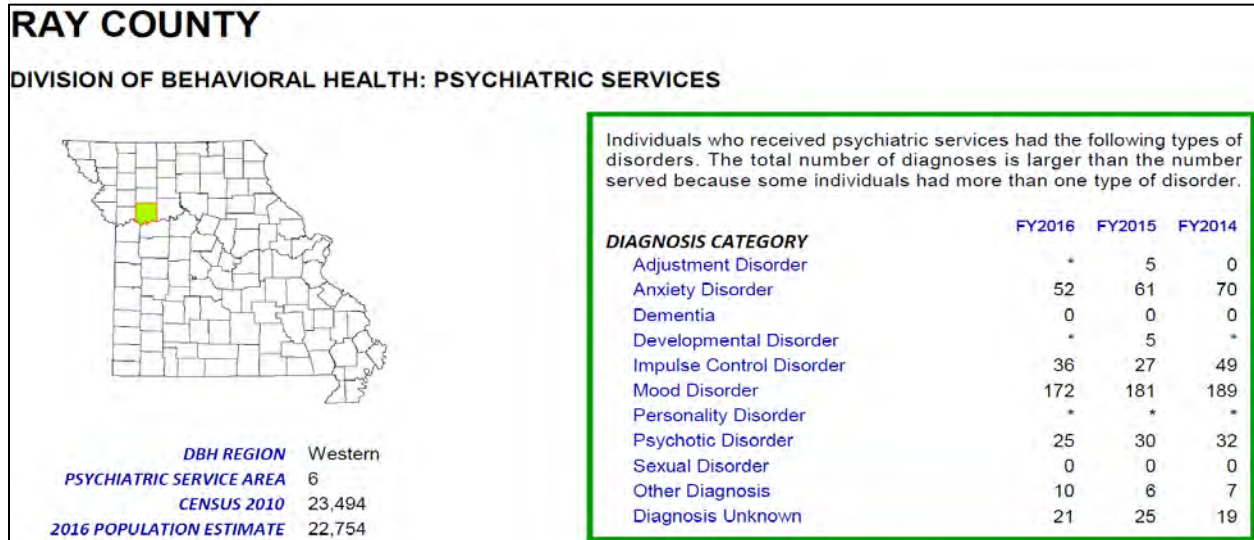 RAY COUNTY
DIVISION OF BEHAVIORAL HEALTH: PSYCHIATRIC SERVICES
Individuals who received psychiatric services had the following types of
disorders. The total number of diagnoses is larger than the number
served because some individuals had more than one type of disorder.
DIAGNOSIS CATEGORY FY2016 FY2015 FY2014
Adjustment Disorder * 5 0
Anxiety Disorder 52 61 70
Dementia 0 0 0
Developmental Disorder * 5 *
Impulse Control Disorder 36 27 49
Mood Disorder 172 181 189
Personality Disorder * * *
Psychotic Disorder 25 30 32
Sexual Disorder 0 0 0
Other Diagnosis 10 6 7
Diagnosis Unknown 21 25 19
DBH REGION Western
PSYCHIATRIC SERVICE AREA 6
CENSUS 2010 23,494
2016 POPULATION ESTIMATE 22,754